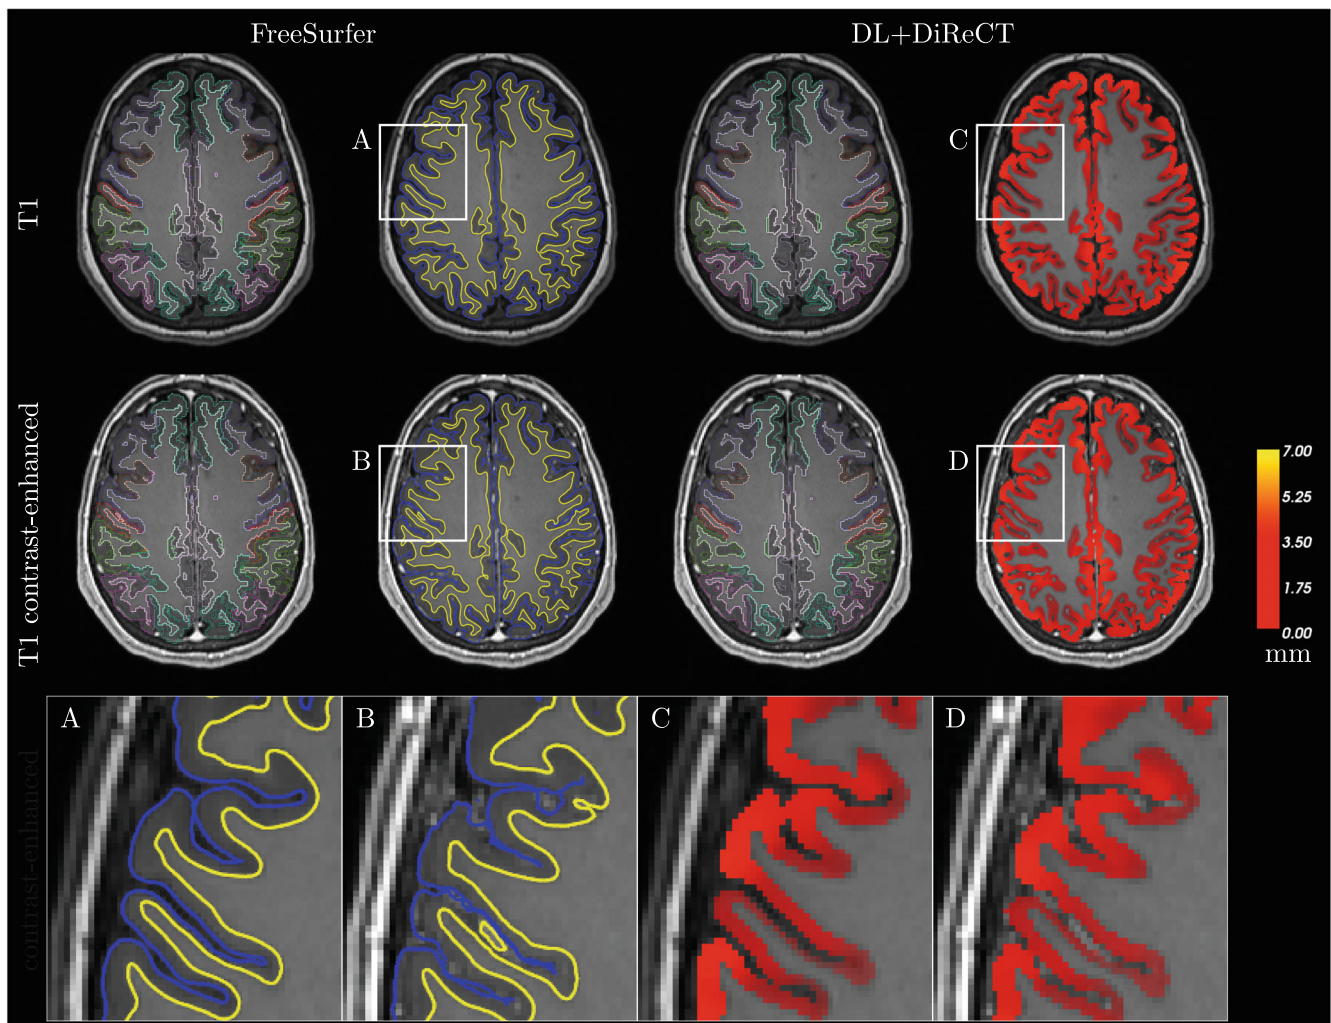 FreeSurfer
DL+DiReCT
T1
A
C
T1 contrast-enhanced
B
D
7.00
5.25
3.50
1.75
0.00
mm
contrast-enhanced
A
B
C
D